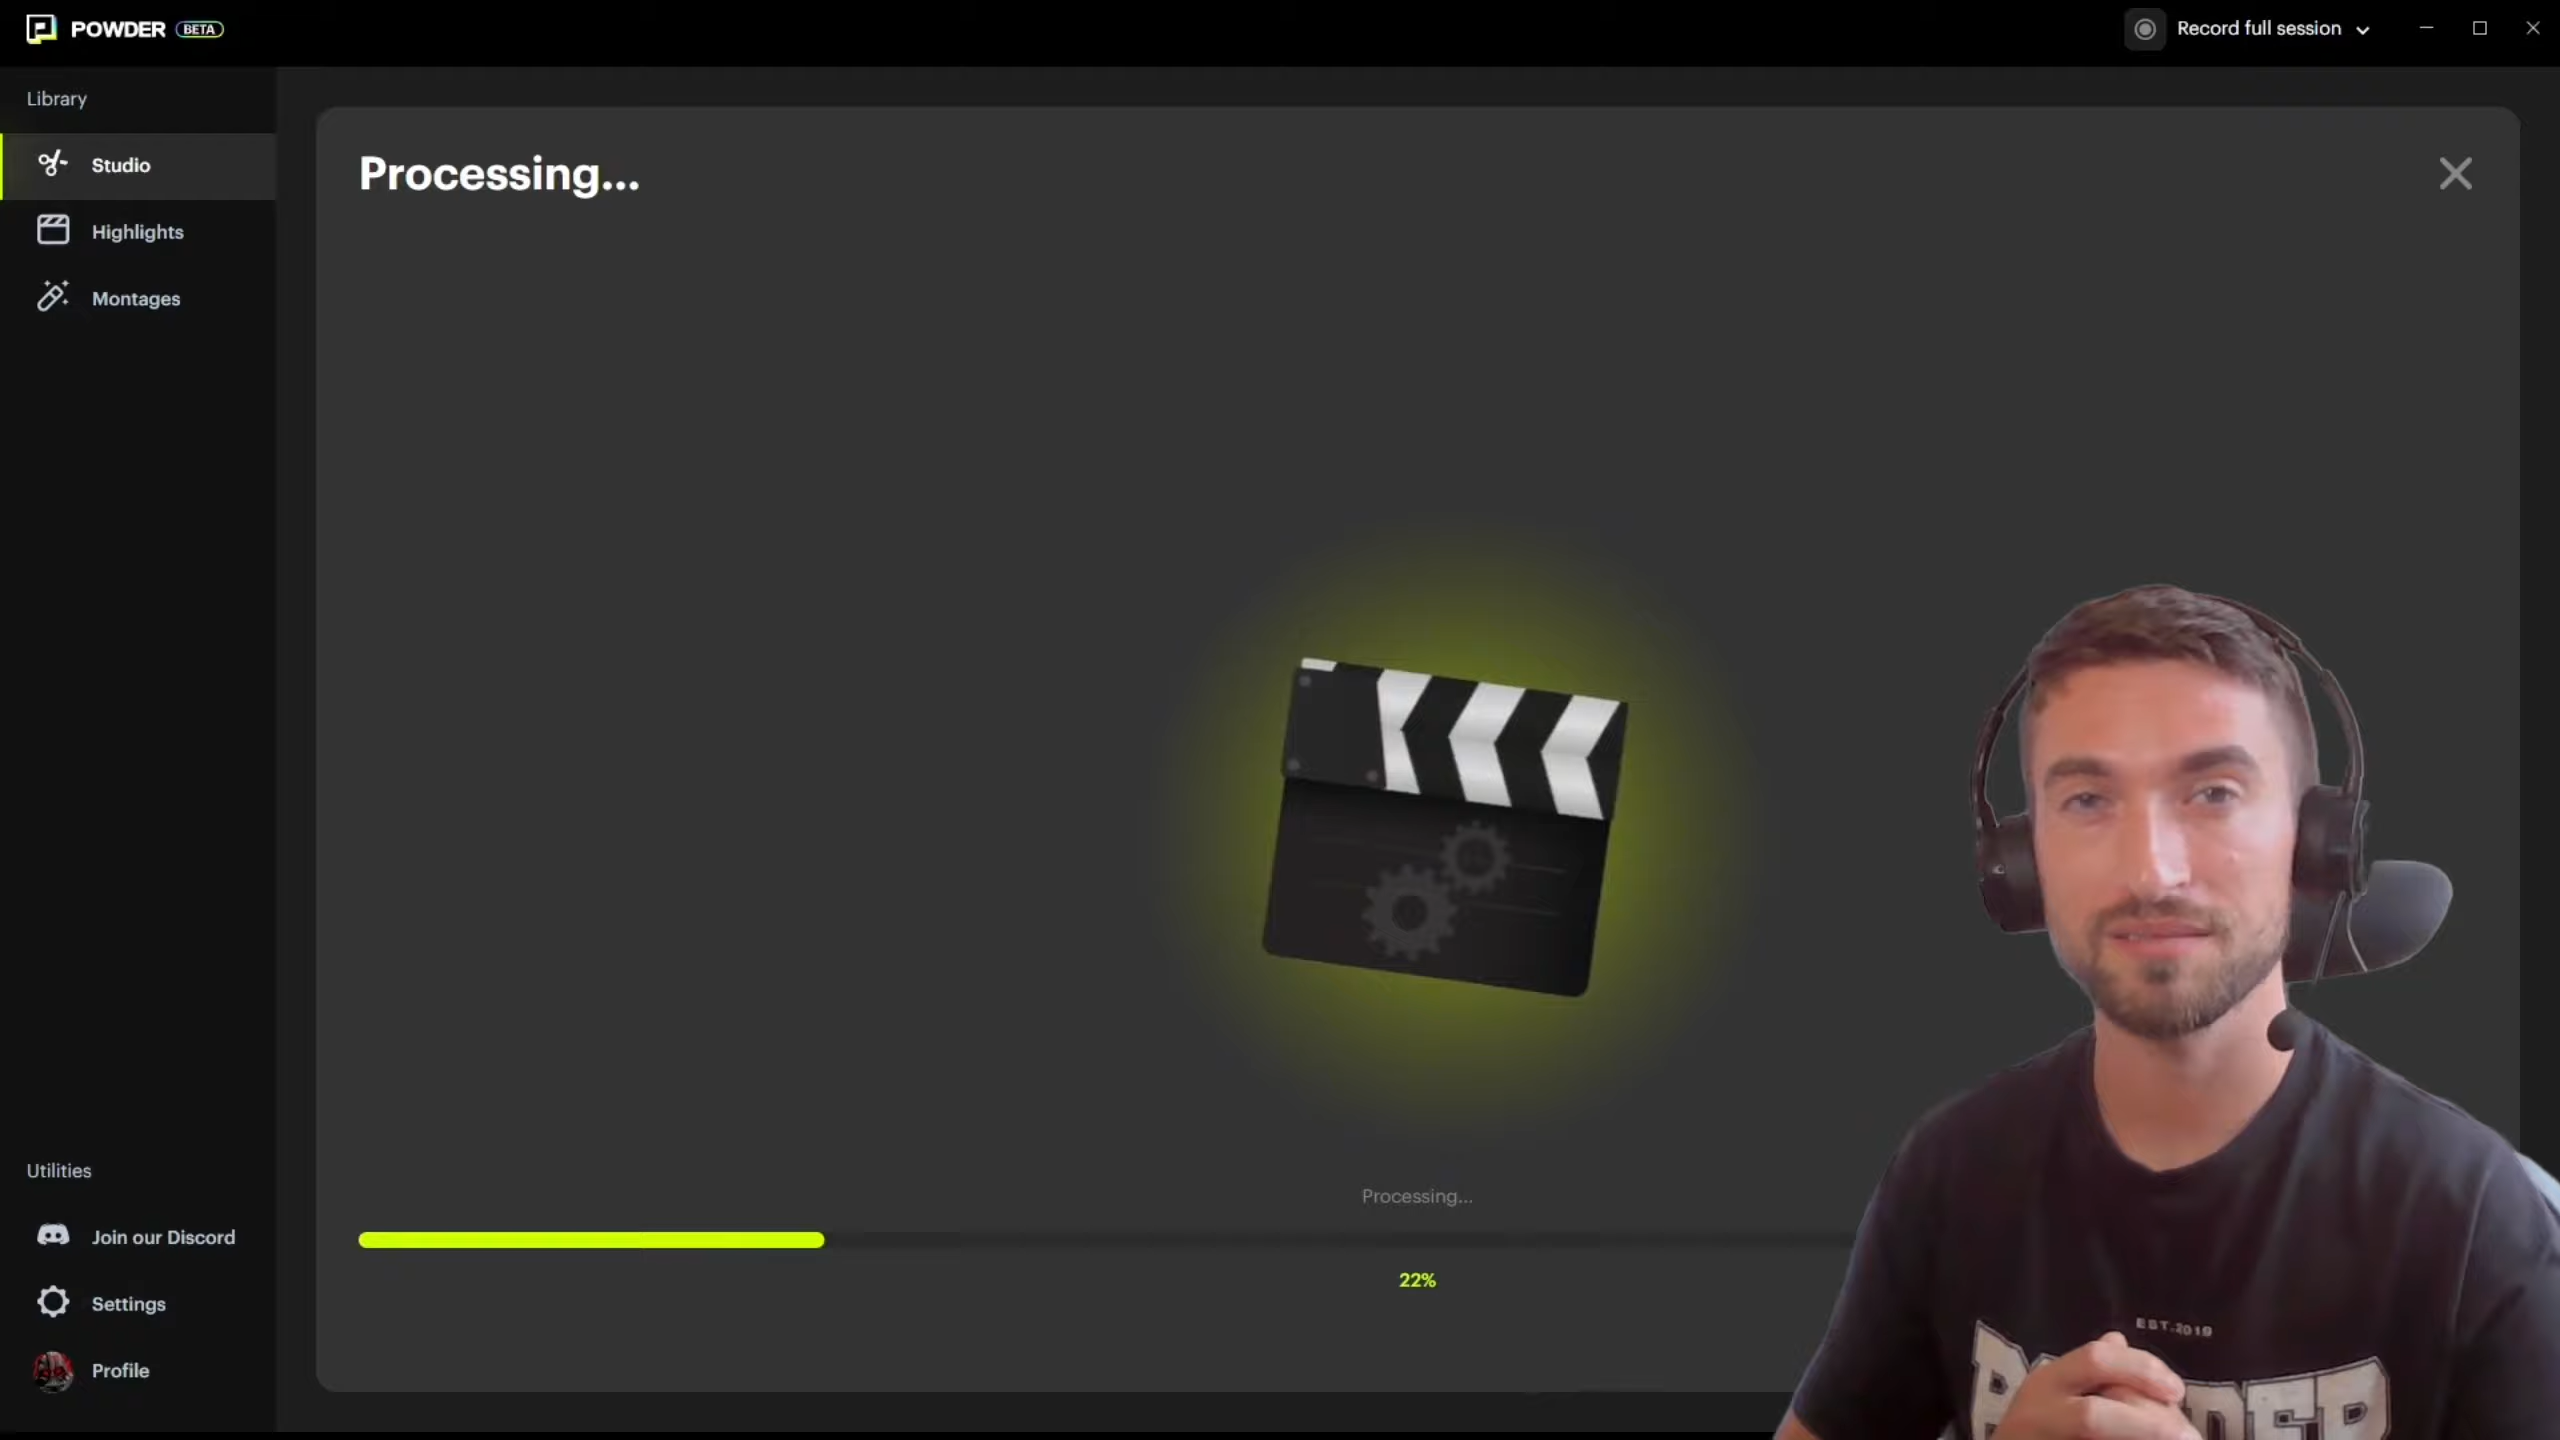 POWDER BETA
Record full session
Library
Studio
Highlights
Montages
Processing...
Processing...
22%
Utilities
Join our Discord
Settings
Profile
EST.2019